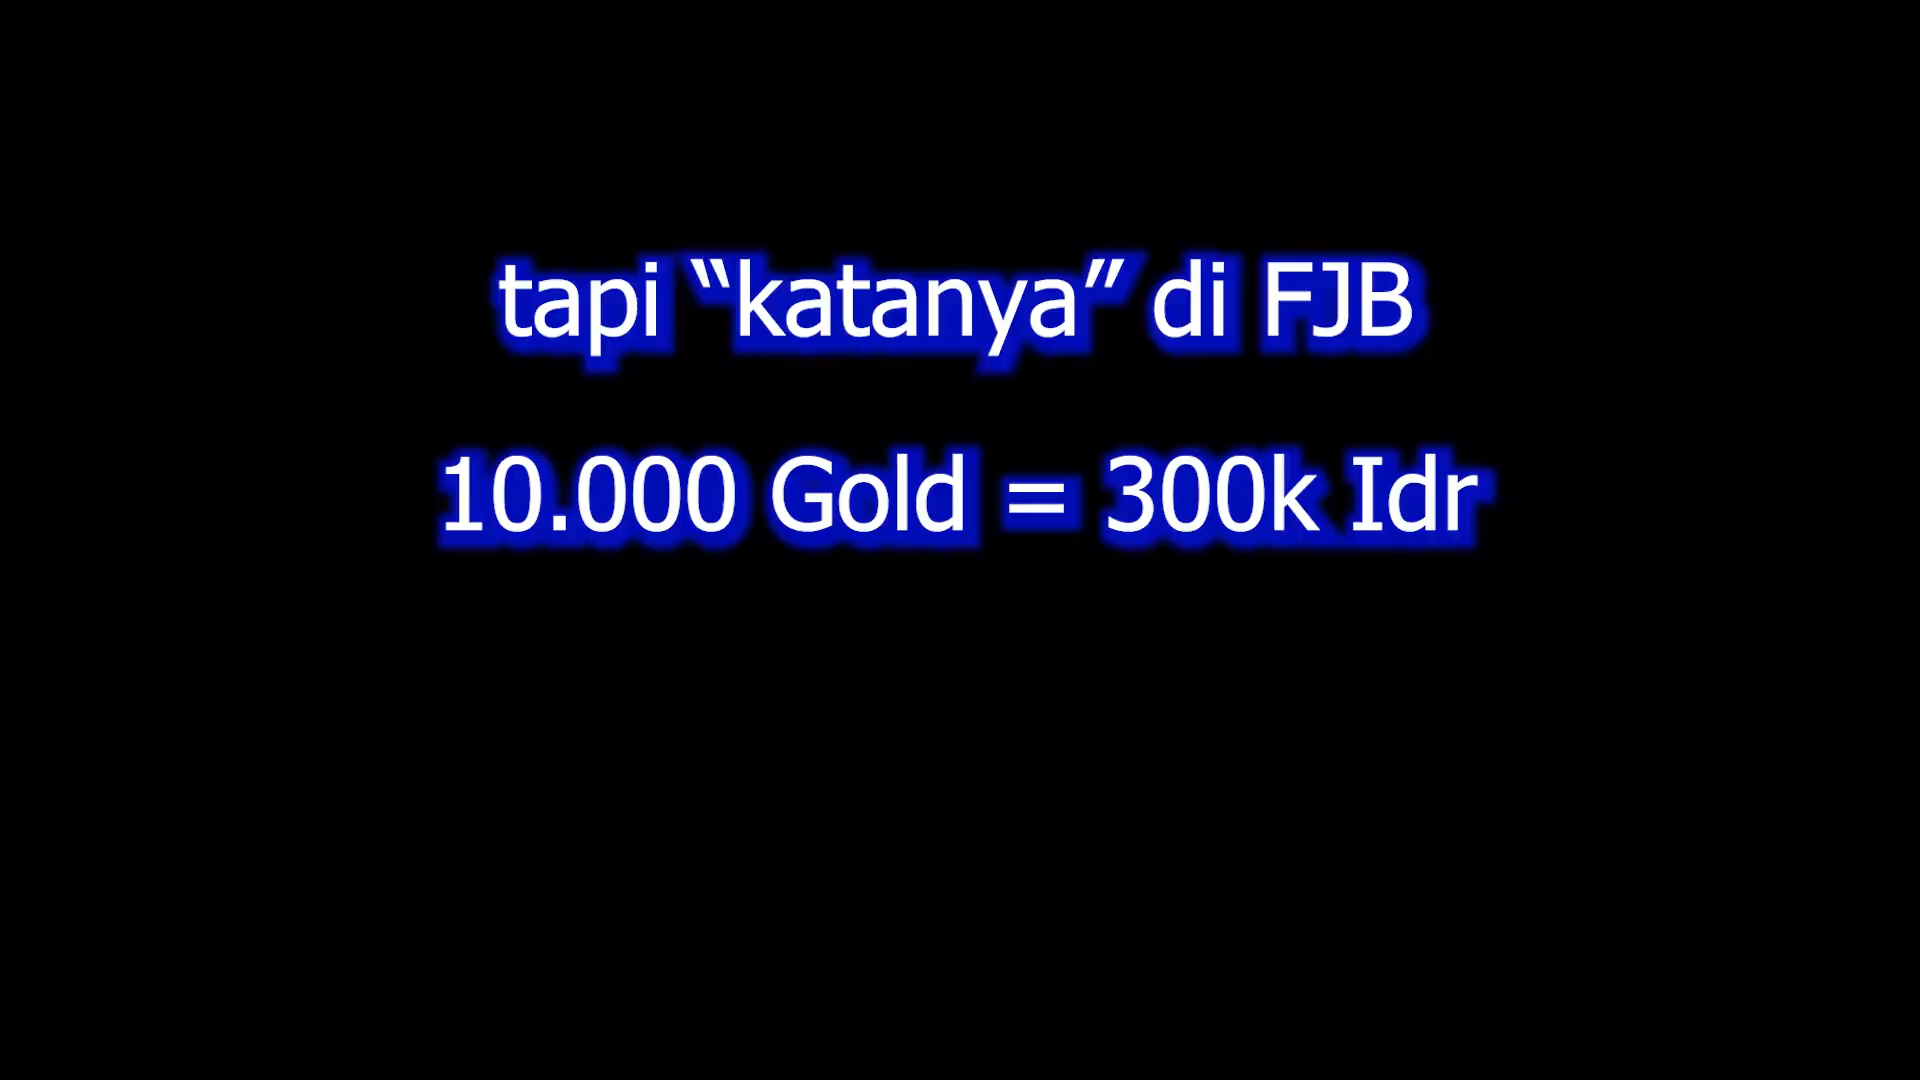 tapi “katanya” di FJB
10.000 Gold = 300k Idr